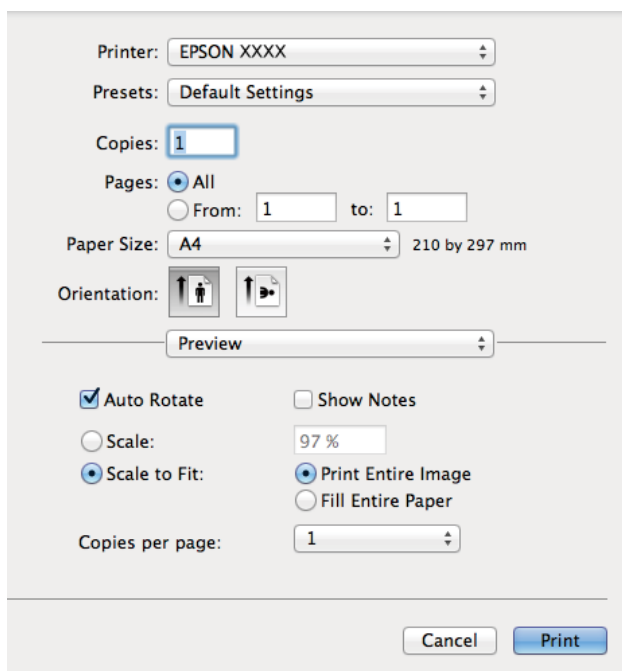 Printer: EPSON XXXX
Presets: Default Settings
Copies: 1
Pages: All
From: 1 to: 1
Paper Size: A4 210 by 297 mm
Orientation:
Preview
Auto Rotate Show Notes
Scale: 97 %
Scale to Fit: Print Entire Image
Fill Entire Paper
Copies per page: 1
Cancel Print